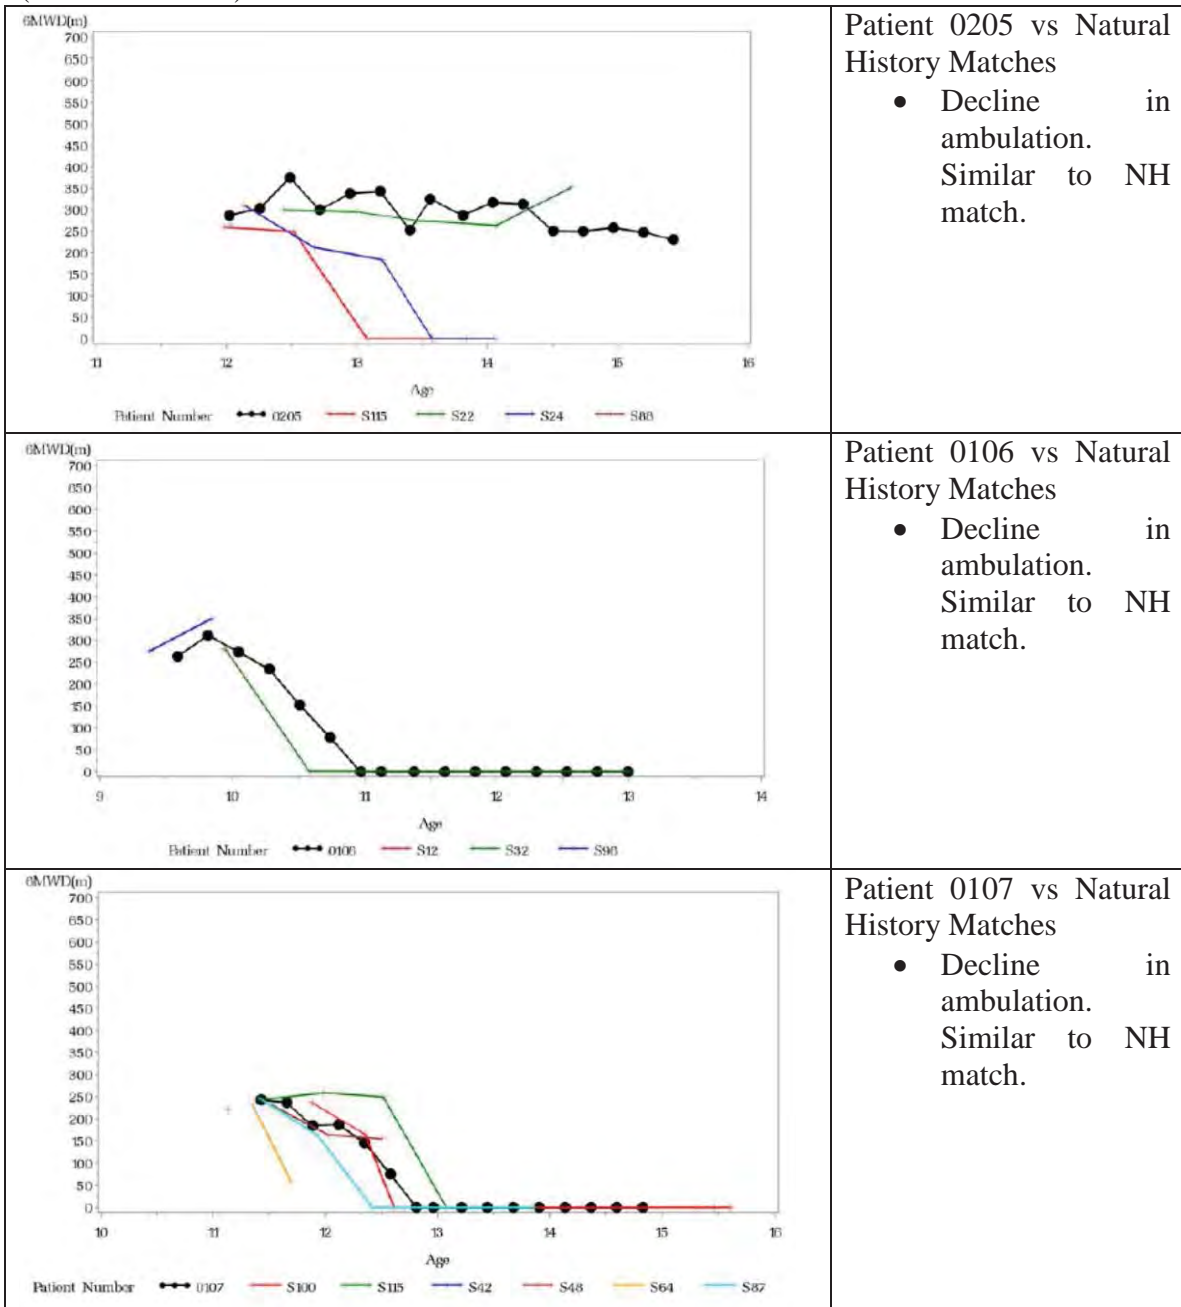 6MWD(m)
700
650
600
550
500
450
400
350
300
250
200
150
100
50
0
11 12 13 14 15 16
Age
Patient Number 0205 S115 S22 S24 S88
Patient 0205 vs Natural
History Matches
• Decline in
ambulation.
Similar to NH
match.
6MWD(m)
700
650
600
550
500
450
400
350
300
250
200
150
100
50
0
9 10 11 12 13 14
Age
Patient Number 0106 S12 S32 S96
Patient 0106 vs Natural
History Matches
• Decline in
ambulation.
Similar to NH
match.
6MWD(m)
700
650
600
550
500
450
400
350
300
250
200
150
100
50
0
10 11 12 13 14 15 16
Age
Patient Number 0107 S100 S115 S42 S48 S64 S87
Patient 0107 vs Natural
History Matches
• Decline in
ambulation.
Similar to NH
match.